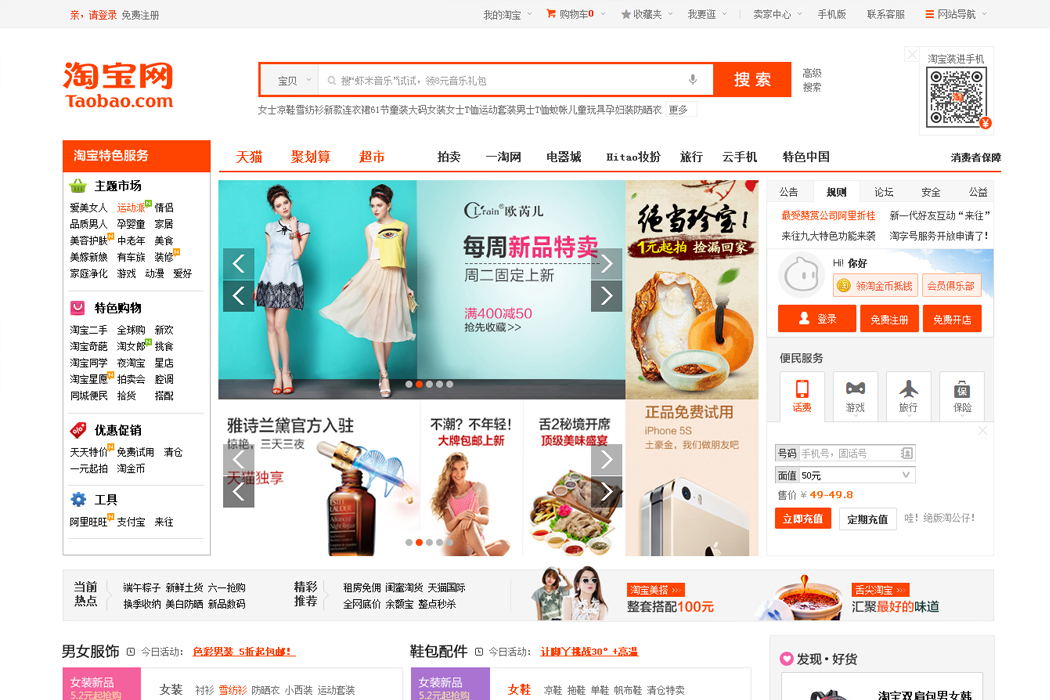 亲，请登录 免费注册
我的淘宝 购物车0 收藏夹 我要逛 卖家中心 手机版 联系客服 网站导航
淘宝网
Taobao.com
宝贝 搜“虾米音乐”试试，领8元音乐礼包 搜 索
高级
搜索
女士凉鞋雪纺衫新款连衣裙61节童装大码女装女士T恤运动套装男士T恤蚊帐儿童玩具孕妇装防晒衣 更多
淘宝装进手机
淘宝特色服务
天猫 聚划算 超市 拍卖 一淘网 电器城 Hitao妆扮 旅行 云手机 特色中国 消费者保障
主题市场
爱美女人 运动派 情侣
品质男人 孕婴童 家居
美容护肤 中老年 美食
美嫁新娘 有车族 装修
家庭净化 游戏 动漫 爱好
特色购物
淘宝二手 全球购 新欢
淘宝奇葩 淘女郎 挑食
淘宝同学 夜淘宝 星店
淘宝星愿 拍卖会 腔调
同城便民 拾货 搭配
优惠促销
天天特价 免费试用 清仓
一元起拍 淘金币
工具
阿里旺旺 支付宝 来往
Clrain 欧芮儿
每周新品特卖
周二固定上新
满400减50
抢先收藏>>
绝当珍宝！
1元起拍 捡漏回家
雅诗兰黛官方入驻
惊艳，三天三夜
天猫独享
不潮？不年轻！
大牌包邮上新
舌2秘境开席
顶级美味盛宴
正品免费试用
iPhone 5S
土豪金，我们做朋友吧
公告 规则 论坛 安全 公益
最受赞赏公司阿里折桂 新一代好友互动“来往”
来往九大特色功能来袭 淘字号服务开放申请了！
Hi! 你好
领淘金币抵钱 会员俱乐部
登录 免费注册 免费开店
便民服务
话费 游戏 旅行 保险
号码 手机号，固话号
面值 50元
售价 ¥ 49-49.8
立即充值 定期充值 哇！绝版淘公仔！
当前
热点
端午粽子 新鲜土货 六一抢购
换季收纳 美白防晒 新品数码
精彩
推荐
租房免佣 闺蜜淘货 天猫国际
全网底价 余额宝 整点秒杀
淘宝美搭 >>>
整套搭配100元
舌尖淘宝 >>>
汇聚最好的味道
男女服饰 今日活动： 色彩男装 5折起包邮！
女装新品
5.2元起抢购
女装 衬衫 雪纺衫 防晒衣 小西装 运动套装
鞋包配件 今日活动： 让脚丫挑战30°+高温
女鞋新品
5.2元起抢购
女鞋 凉鞋 拖鞋 单鞋 帆布鞋 清仓特卖
发现•好货
淘宝双肩包男女韩